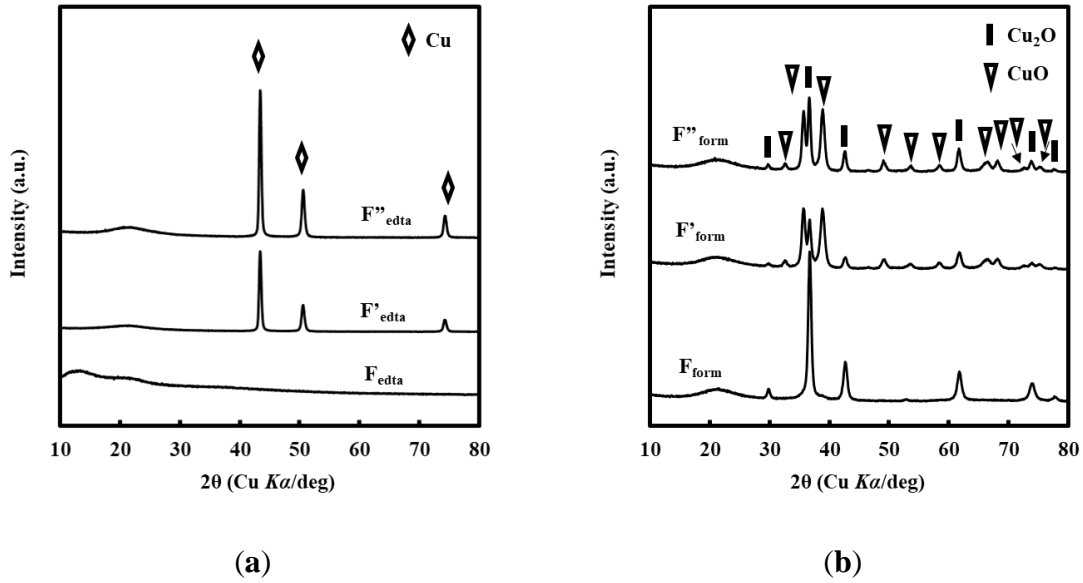 Cu
F”edta
F’edta
Fedta
Intensity (a.u.)
10 20 30 40 50 60 70 80
2θ (Cu Kα/deg)
(a)
Cu2O
CuO
F”form
F’form
Fform
Intensity (a.u.)
10 20 30 40 50 60 70 80
2θ (Cu Kα/deg)
(b)